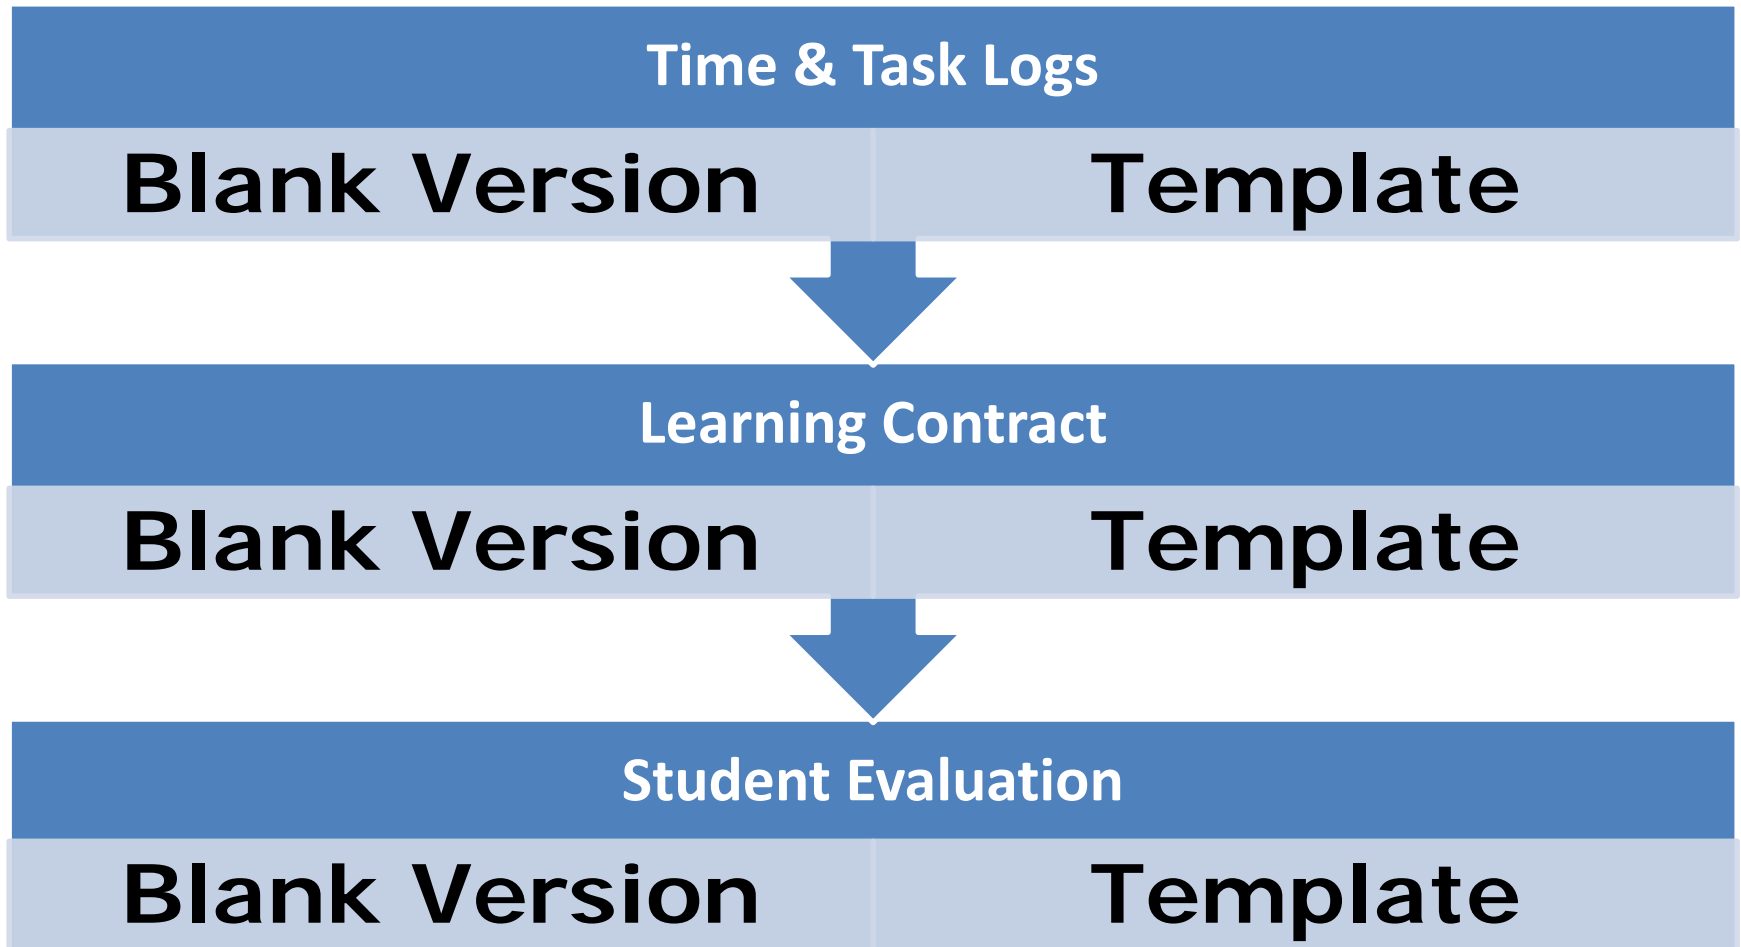 Time & Task Logs
Blank Version Template
Learning Contract
Blank Version Template
Student Evaluation
Blank Version Template